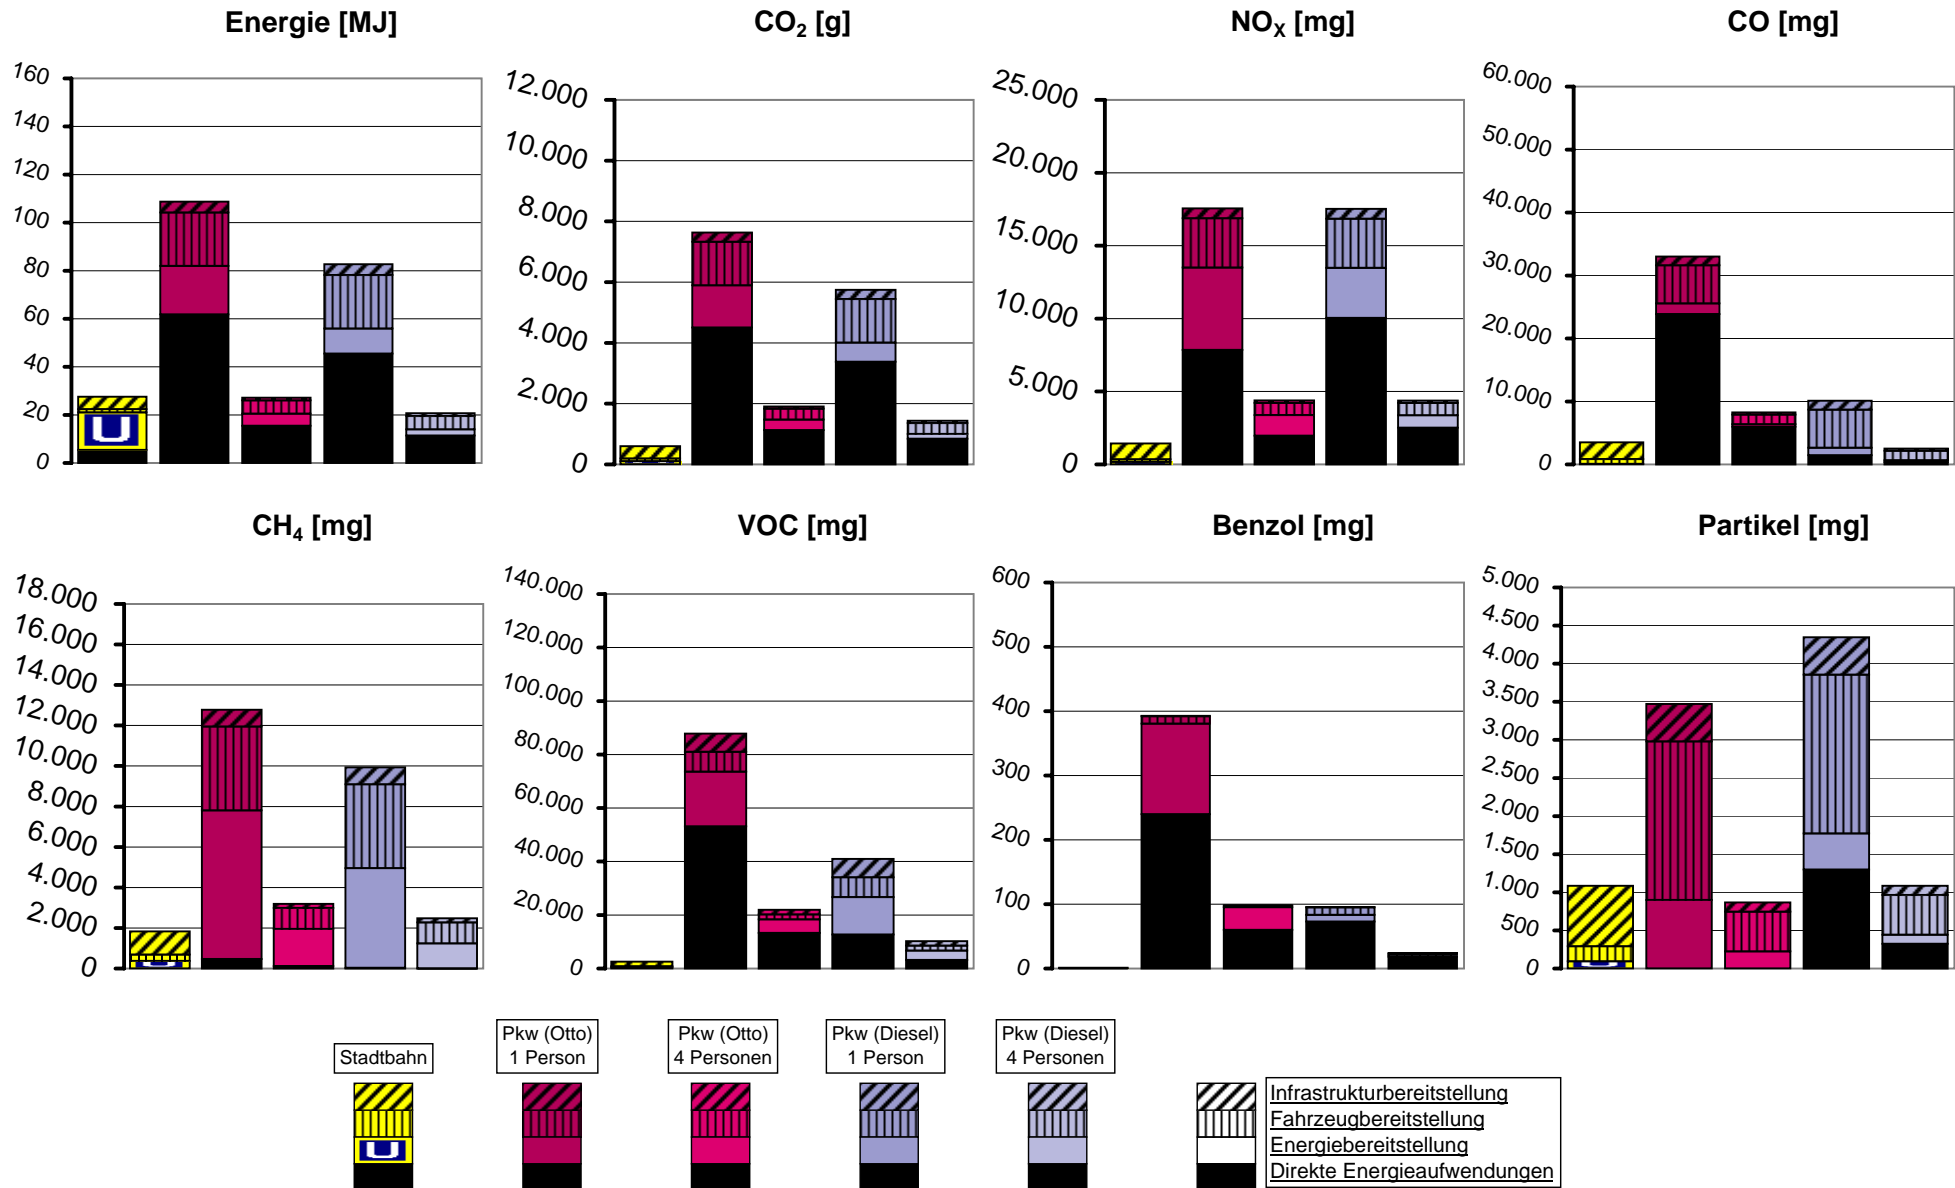 Energie [MJ]
CO₂ [g]
NOₓ [mg]
CO [mg]
160
140
120
100
80
60
40
20
0
U
12.000
10.000
8.000
6.000
4.000
2.000
0
25.000
20.000
15.000
10.000
5.000
0
60.000
50.000
40.000
30.000
20.000
10.000
0
CH₄ [mg]
VOC [mg]
Benzol [mg]
Partikel [mg]
18.000
16.000
14.000
12.000
10.000
8.000
6.000
4.000
2.000
0
140.000
120.000
100.000
80.000
60.000
40.000
20.000
0
600
500
400
300
200
100
0
5.000
4.500
4.000
3.500
3.000
2.500
2.000
1.500
1.000
500
0
Stadtbahn
Pkw (Otto)
1 Person
Pkw (Otto)
4 Personen
Pkw (Diesel)
1 Person
Pkw (Diesel)
4 Personen
U
Infrastrukturbereitstellung
Fahrzeugbereitstellung
Energiebereitstellung
Direkte Energieaufwendungen